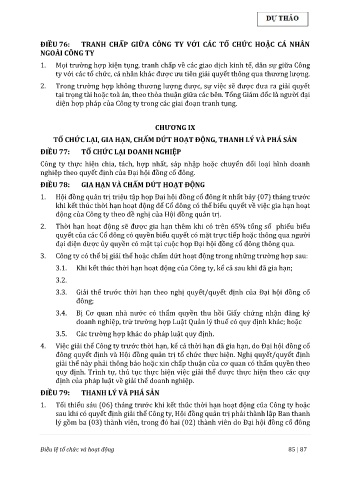 DỰ THẢO
ĐIỀU 76: TRANH CHẤP GIỮA CÔNG TY VỚI CÁC TỔ CHỨC HOẶC CÁ NHÂN
NGOÀI CÔNG TY
1. Mọi trường hợp kiện tụng, tranh chấp về các giao dịch kinh tế, dân sự giữa Công
ty với các tổ chức, cá nhân khác được ưu tiên giải quyết thông qua thương lượng.
2. Trong trường hợp không thương lượng được, sự việc sẽ được đưa ra giải quyết
tại trọng tài hoặc toà án, theo thỏa thuận giữa các bên. Tổng Giám đốc là người đại
diện hợp pháp của Công ty trong các giai đoạn tranh tụng.
CHƯƠNG IX
TỔ CHỨC LẠI, GIA HẠN, CHẤM DỨT HOẠT ĐỘNG, THANH LÝ VÀ PHÁ SẢN
ĐIỀU 77: TỔ CHỨC LẠI DOANH NGHIỆP
Công ty thực hiện chia, tách, hợp nhất, sáp nhập hoặc chuyển đổi loại hình doanh
nghiệp theo quyết định của Đại hội đồng cổ đông.
ĐIỀU 78: GIA HẠN VÀ CHẤM DỨT HOẠT ĐỘNG
1. Hội đồng quản trị triệu tập họp Đại hội đồng cổ đông ít nhất bảy (07) tháng trước
khi kết thúc thời hạn hoạt động để Cổ đông có thể biểu quyết về việc gia hạn hoạt
động của Công ty theo đề nghị của Hội đồng quản trị.
2. Thời hạn hoạt động sẽ được gia hạn thêm khi có trên 65% tổng số phiếu biểu
quyết của các Cổ đông có quyền biểu quyết có mặt trực tiếp hoặc thông qua người
đại diện được ủy quyền có mặt tại cuộc họp Đại hội đồng cổ đông thông qua.
3. Công ty có thể bị giải thể hoặc chấm dứt hoạt động trong những trường hợp sau:
3.1. Khi kết thúc thời hạn hoạt động của Công ty, kể cả sau khi đã gia hạn;
3.2.
3.3. Giải thể trước thời hạn theo nghị quyết/quyết định của Đại hội đồng cổ
đông;
3.4. Bị Cơ quan nhà nước có thẩm quyền thu hồi Giấy chứng nhận đăng ký
doanh nghiệp, trừ trường hợp Luật Quản lý thuế có quy định khác; hoặc
3.5. Các trường hợp khác do pháp luật quy định.
4. Việc giải thể Công ty trước thời hạn, kể cả thời hạn đã gia hạn, do Đại hội đồng cổ
đông quyết định và Hội đồng quản trị tổ chức thực hiện. Nghị quyết/quyết định
giải thể này phải thông báo hoặc xin chấp thuận của cơ quan có thẩm quyền theo
quy định. Trình tự, thủ tục thực hiện việc giải thể được thực hiện theo các quy
định của pháp luật về giải thể doanh nghiệp.
ĐIỀU 79: THANH LÝ VÀ PHÁ SẢN
1. Tối thiểu sáu (06) tháng trước khi kết thúc thời hạn hoạt động của Công ty hoặc
sau khi có quyết định giải thể Công ty, Hội đồng quản trị phải thành lập Ban thanh
lý gồm ba (03) thành viên, trong đó hai (02) thành viên do Đại hội đồng cổ đông
Điều lệ tổ chức và hoạt động 85 | 87